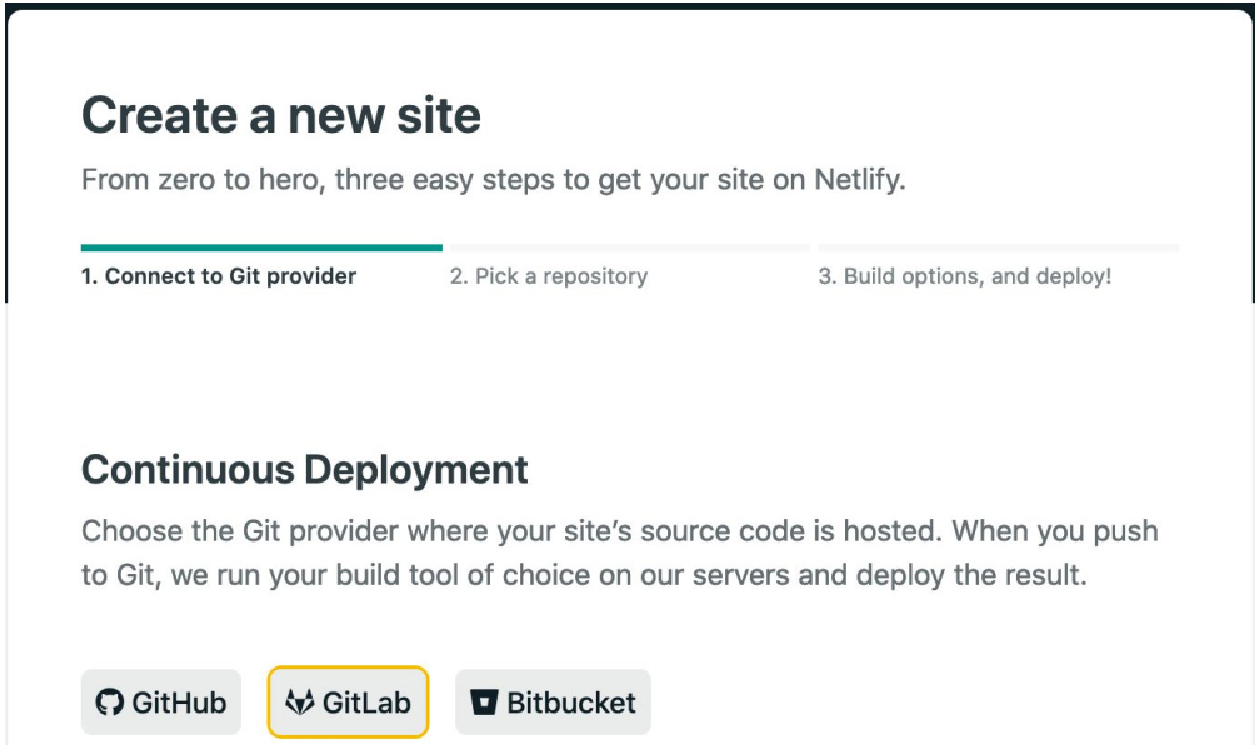 Create a new site
From zero to hero, three easy steps to get your site on Netlify.
1. Connect to Git provider
2. Pick a repository
3. Build options, and deploy!
Continuous Deployment
Choose the Git provider where your site’s source code is hosted. When you push
to Git, we run your build tool of choice on our servers and deploy the result.
GitHub
GitLab
Bitbucket